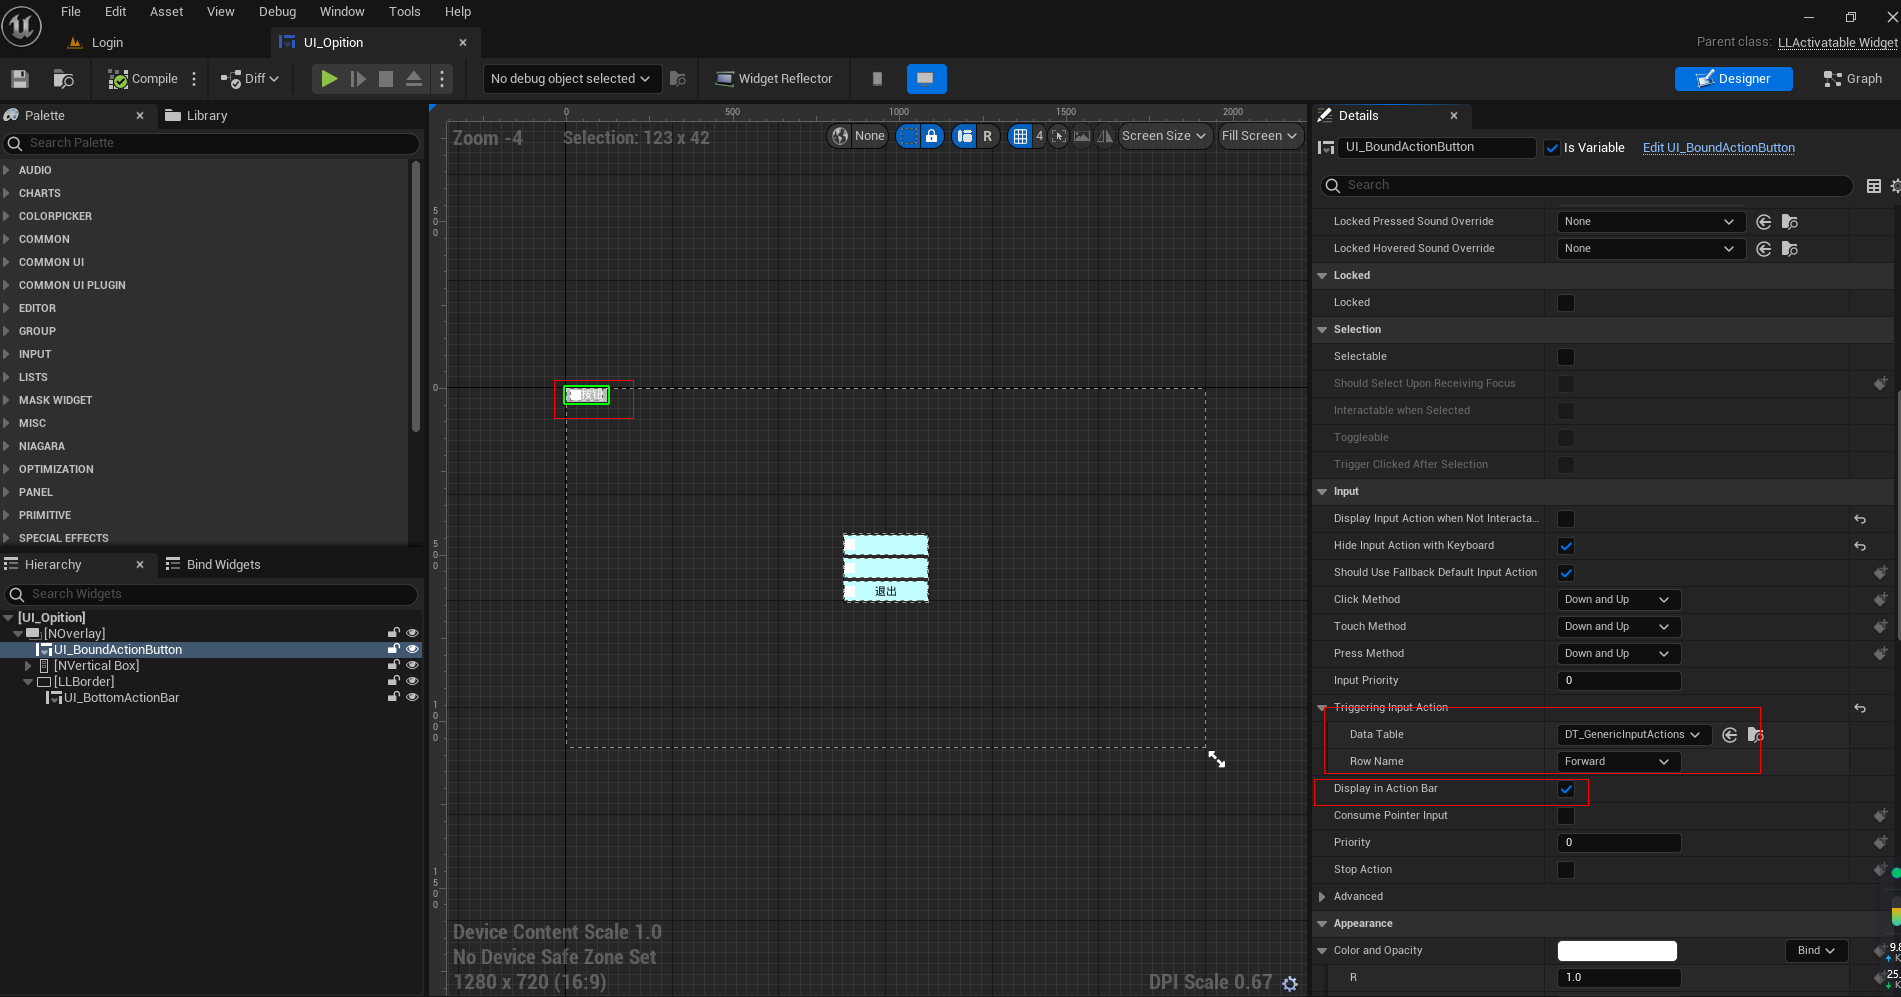 File Edit Asset View Debug Window Tools Help
Login
UI_Opition
Parent class: LLActivatable Widget
Compile
Diff
No debug object selected
Widget Reflector
Designer
Graph
Palette
Library
Search Palette
AUDIO
CHARTS
COLORPICKER
COMMON
COMMON UI
COMMON UI PLUGIN
EDITOR
GROUP
INPUT
LISTS
MASK WIDGET
MISC
NIAGARA
OPTIMIZATION
PANEL
PRIMITIVE
SPECIAL EFFECTS
Hierarchy
Bind Widgets
Search Widgets
[UI_Opition]
[NOverlay]
UI_BoundActionButton
[NVertical Box]
[LLBorder]
UI_BottomActionBar
0 500 1000 1500 2000
Zoom -4
Selection: 123 x 42
None
R
4
Screen Size
Fill Screen
500
0
500
1000
1500
退出
Device Content Scale 1.0
No Device Safe Zone Set
1280 x 720 (16:9)
DPI Scale 0.67
Details
UI_BoundActionButton
Is Variable
Edit UI_BoundActionButton
Search
Locked Pressed Sound Override None
Locked Hovered Sound Override None
Locked
Locked
Selection
Selectable
Should Select Upon Receiving Focus
Interactable when Selected
Toggleable
Trigger Clicked After Selection
Input
Display Input Action when Not Interacta...
Hide Input Action with Keyboard
Should Use Fallback Default Input Action
Click Method Down and Up
Touch Method Down and Up
Press Method Down and Up
Input Priority 0
Triggering Input Action
Data Table DT_GenericInputActions
Row Name Forward
Display in Action Bar
Consume Pointer Input
Priority 0
Stop Action
Advanced
Appearance
Color and Opacity Bind
R 1.0